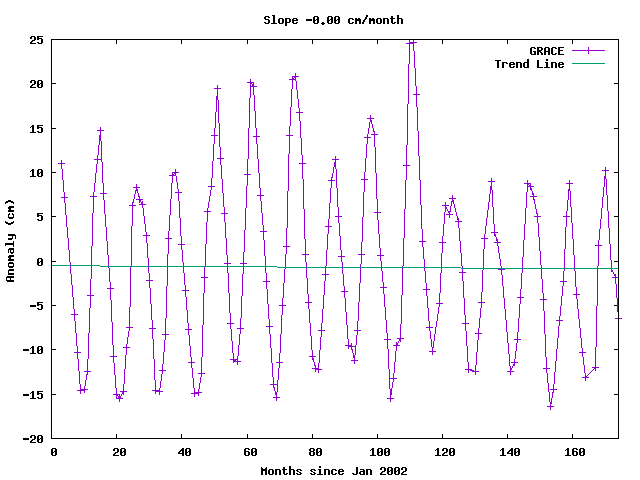 Slope -0.00 cm/month
GRACE
Trend Line
Anomaly (cm)
25
20
15
10
5
0
-5
-10
-15
-20
0 20 40 60 80 100 120 140 160
Months since Jan 2002